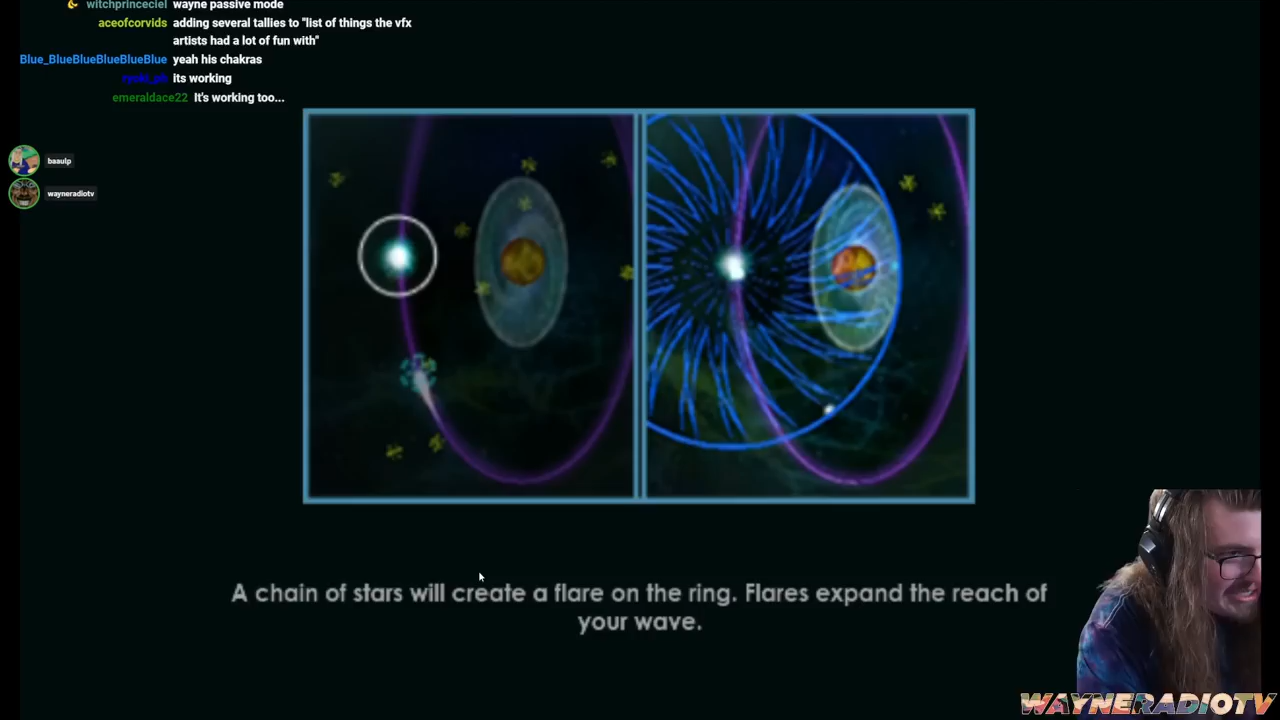 witchprinceciel wayne passive mode
aceofcorvids adding several tallies to "list of things the vfx
artists had a lot of fun with"
Blue_BlueBlueBlueBlueBlue yeah his chakras
its working
emeraldace22 It's working too...
baaulp
wayneradiotv
A chain of stars will create a flare on the ring. Flares expand the reach of
your wave.
WAYNERADIOTV